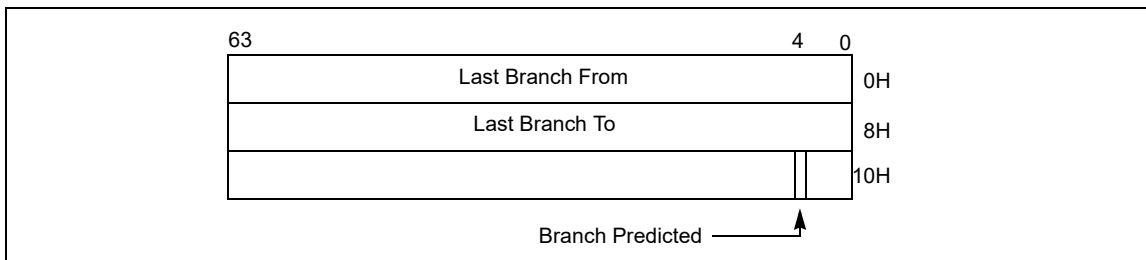 63 4 0
Last Branch From 0H
Last Branch To 8H
10H
Branch Predicted